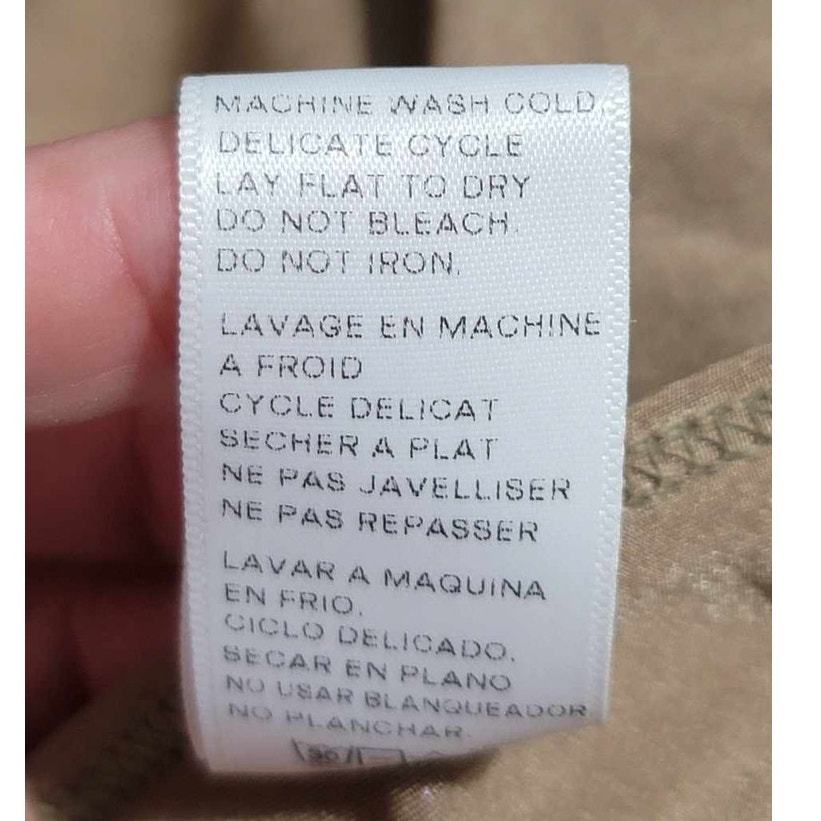 MACHINE WASH COLD
DELICATE CYCLE
LAY FLAT TO DRY
DO NOT BLEACH.
DO NOT IRON.
LAVAGE EN MACHINE
A FROID
CYCLE DELICAT
SECHER A PLAT
NE PAS JAVELLISER
NE PAS REPASSER
LAVAR A MAQUINA
EN FRIO.
CICLO DELICADO.
SECAR EN PLANO
NO USAR BLANQUEADOR
NO PLANCHAR.
30